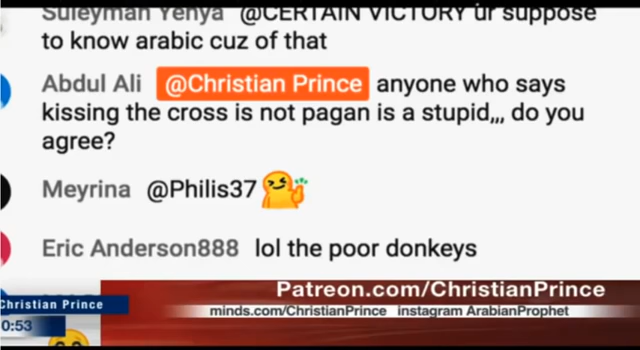 Suleyman Yehya @CERTAIN VICTORY ur suppose
to know arabic cuz of that
Abdul Ali @Christian Prince anyone who says
kissing the cross is not pagan is a stupid,,, do you
agree?
Meyrina @Philis37
Eric Anderson888 lol the poor donkeys
Patreon.com/ChristianPrince
Christian Prince
minds.com/ChristianPrince instagram ArabianProphet
0:53